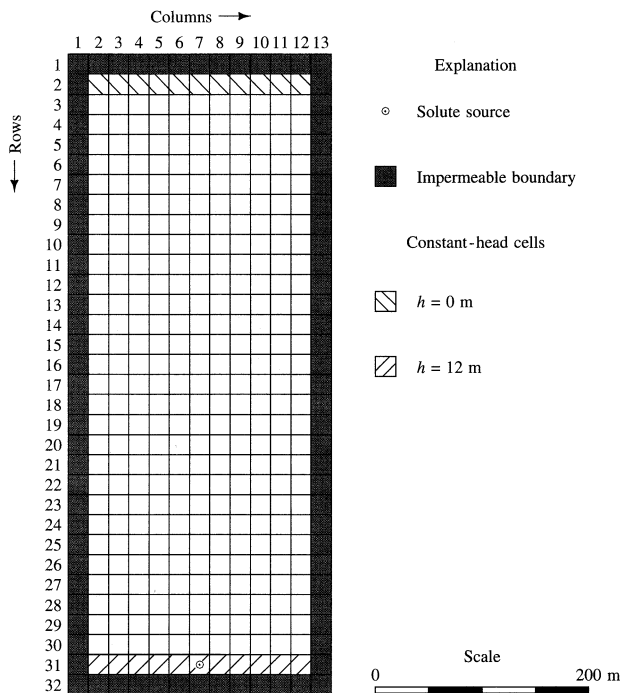 Columns →
1 2 3 4 5 6 7 8 9 10 11 12 13
Rows →
1
2
3
4
5
6
7
8
9
10
11
12
13
14
15
16
17
18
19
20
21
22
23
24
25
26
27
28
29
30
31
32
Explanation
Solute source
Impermeable boundary
Constant-head cells
h = 0 m
h = 12 m
Scale
0 200 m